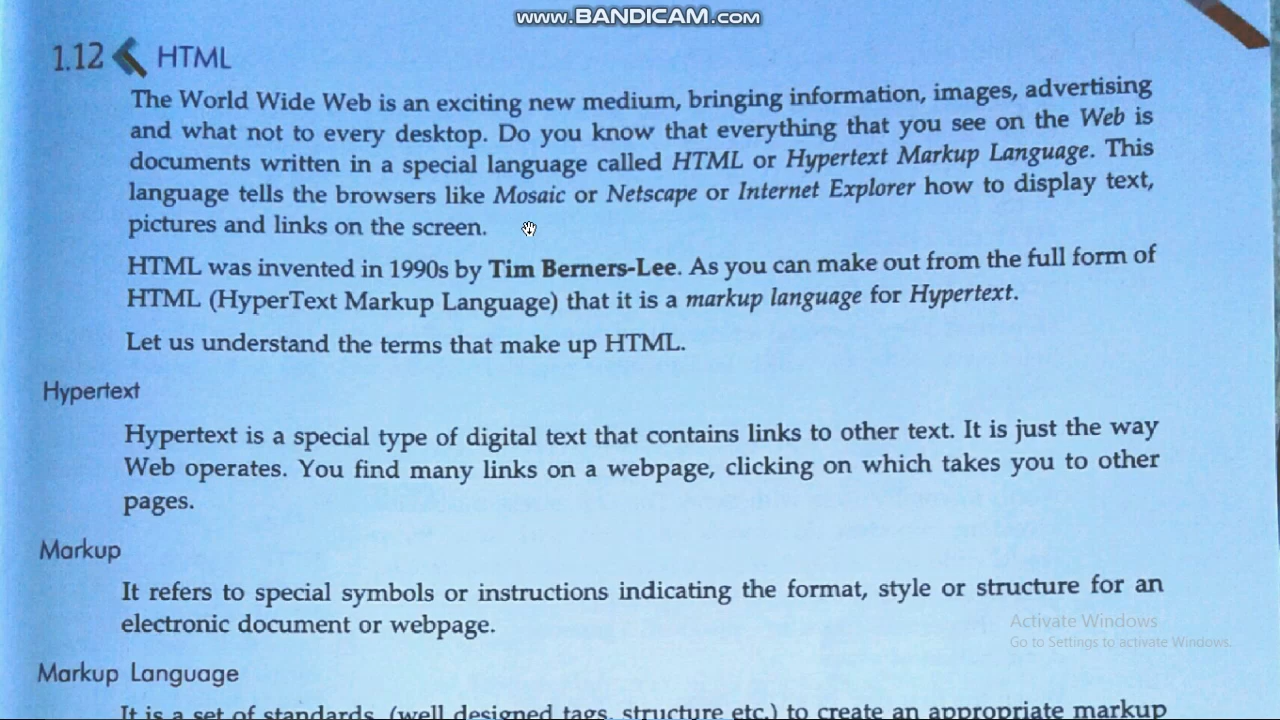 www.BANDICAM.com
1.12 HTML
The World Wide Web is an exciting new medium, bringing information, images, advertising
and what not to every desktop. Do you know that everything that you see on the Web is
documents written in a special language called HTML or Hypertext Markup Language. This
language tells the browsers like Mosaic or Netscape or Internet Explorer how to display text,
pictures and links on the screen.
HTML was invented in 1990s by Tim Berners-Lee. As you can make out from the full form of
HTML (HyperText Markup Language) that it is a markup language for Hypertext.
Let us understand the terms that make up HTML.
Hypertext
Hypertext is a special type of digital text that contains links to other text. It is just the way
Web operates. You find many links on a webpage, clicking on which takes you to other
pages.
Markup
It refers to special symbols or instructions indicating the format, style or structure for an
electronic document or webpage.
Activate Windows
Go to Settings to activate Windows.
Markup Language
It is a set of standards, (well designed tags, structure etc.) to create an appropriate markup